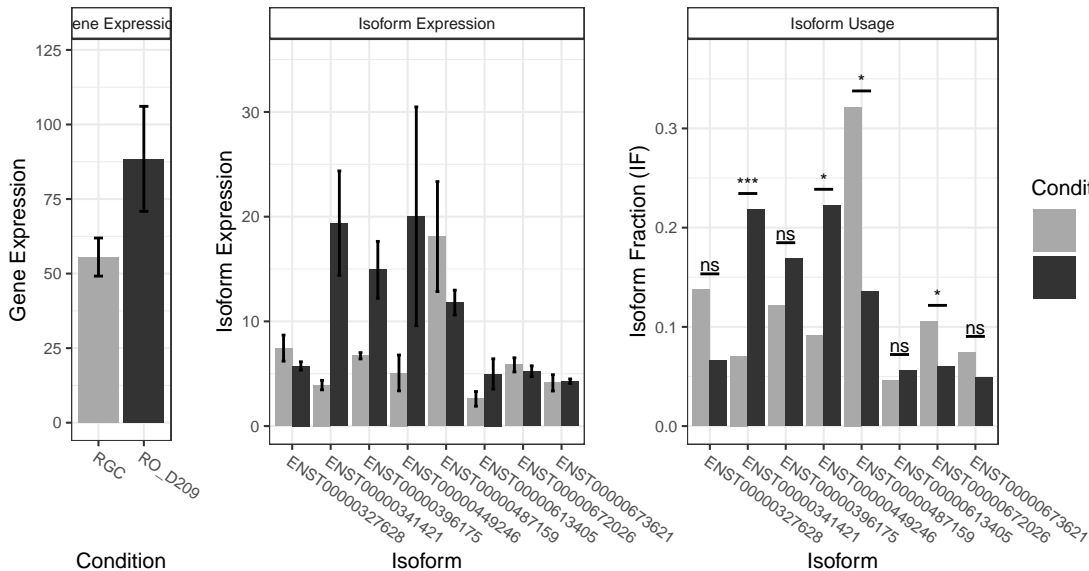 ene Expressio
Gene Expression
125
100
75
50
25
0
RGC
RO_D209
Condition
Isoform Expression
Isoform Expression
30
20
10
0
ENST00000327628
ENST00000341421
ENST00000396175
ENST00000449246
ENST00000487159
ENST00000613405
ENST00000672026
ENST00000673621
Isoform
Isoform Usage
Isoform Fraction (IF)
0.3
0.2
0.1
0.0
ns
***
ns
*
*
ns
*
ns
ENST00000327628
ENST00000341421
ENST00000396175
ENST00000449246
ENST00000487159
ENST00000613405
ENST00000672026
ENST00000673621
Isoform
Condit